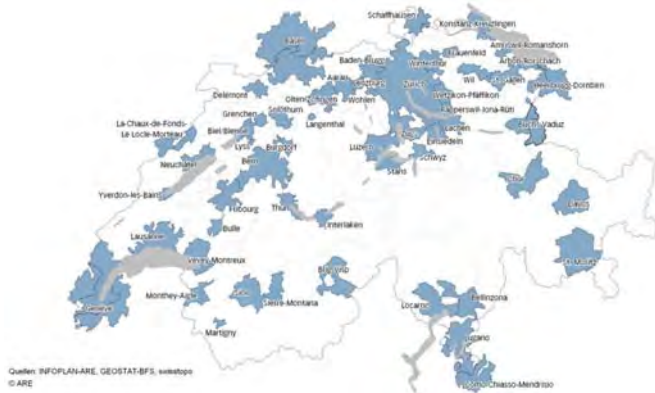 Schaffhausen
Konstanz-Kreuzlingen
Basel
Frauenfeld
Amriswil-Romanshorn
Arbon-Rorschach
Baden-Brugg
Winterthur
Wil
St. Gallen
Heerbrugg-Dornbirn
Aarau
Wohlen
Zürich
Delémont
Olten-Zofingen
Wetzikon-Pfäffikon
Rapperswil-Jona-Rüti
Grenchen
Solothurn
Langenthal
Lachen
Buchs-Vaduz
La-Chaux-de-Fonds-
Le Locle-Morteau
Biel-Bienne
Lyss
Zug
Einsiedeln
Burgdorf
Luzern
Schwyz
Neuchâtel
Bern
Stans
Chur
Davos
Yverdon-les-Bains
Fribourg
Thun
Interlaken
Bulle
Lausanne
Vevey-Montreux
St. Moritz
Brig-Visp
Genève
Monthey-Aigle
Sion
Sierre-Montana
Locarno
Bellinzona
Martigny
Lugano
Como-Chiasso-Mendrisio
Quellen: INFOPLAN-ARE, GEOSTAT-BFS, swisstopo
© ARE